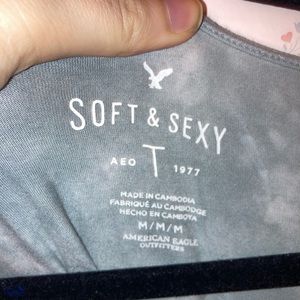 SOFT & SEXY
AEO T 1977
MADE IN CAMBODIA
FABRIQUÉ AU CAMBODGE
HECHO EN CAMBOYA
M/M/M
AMERICAN EAGLE
OUTFITTERS